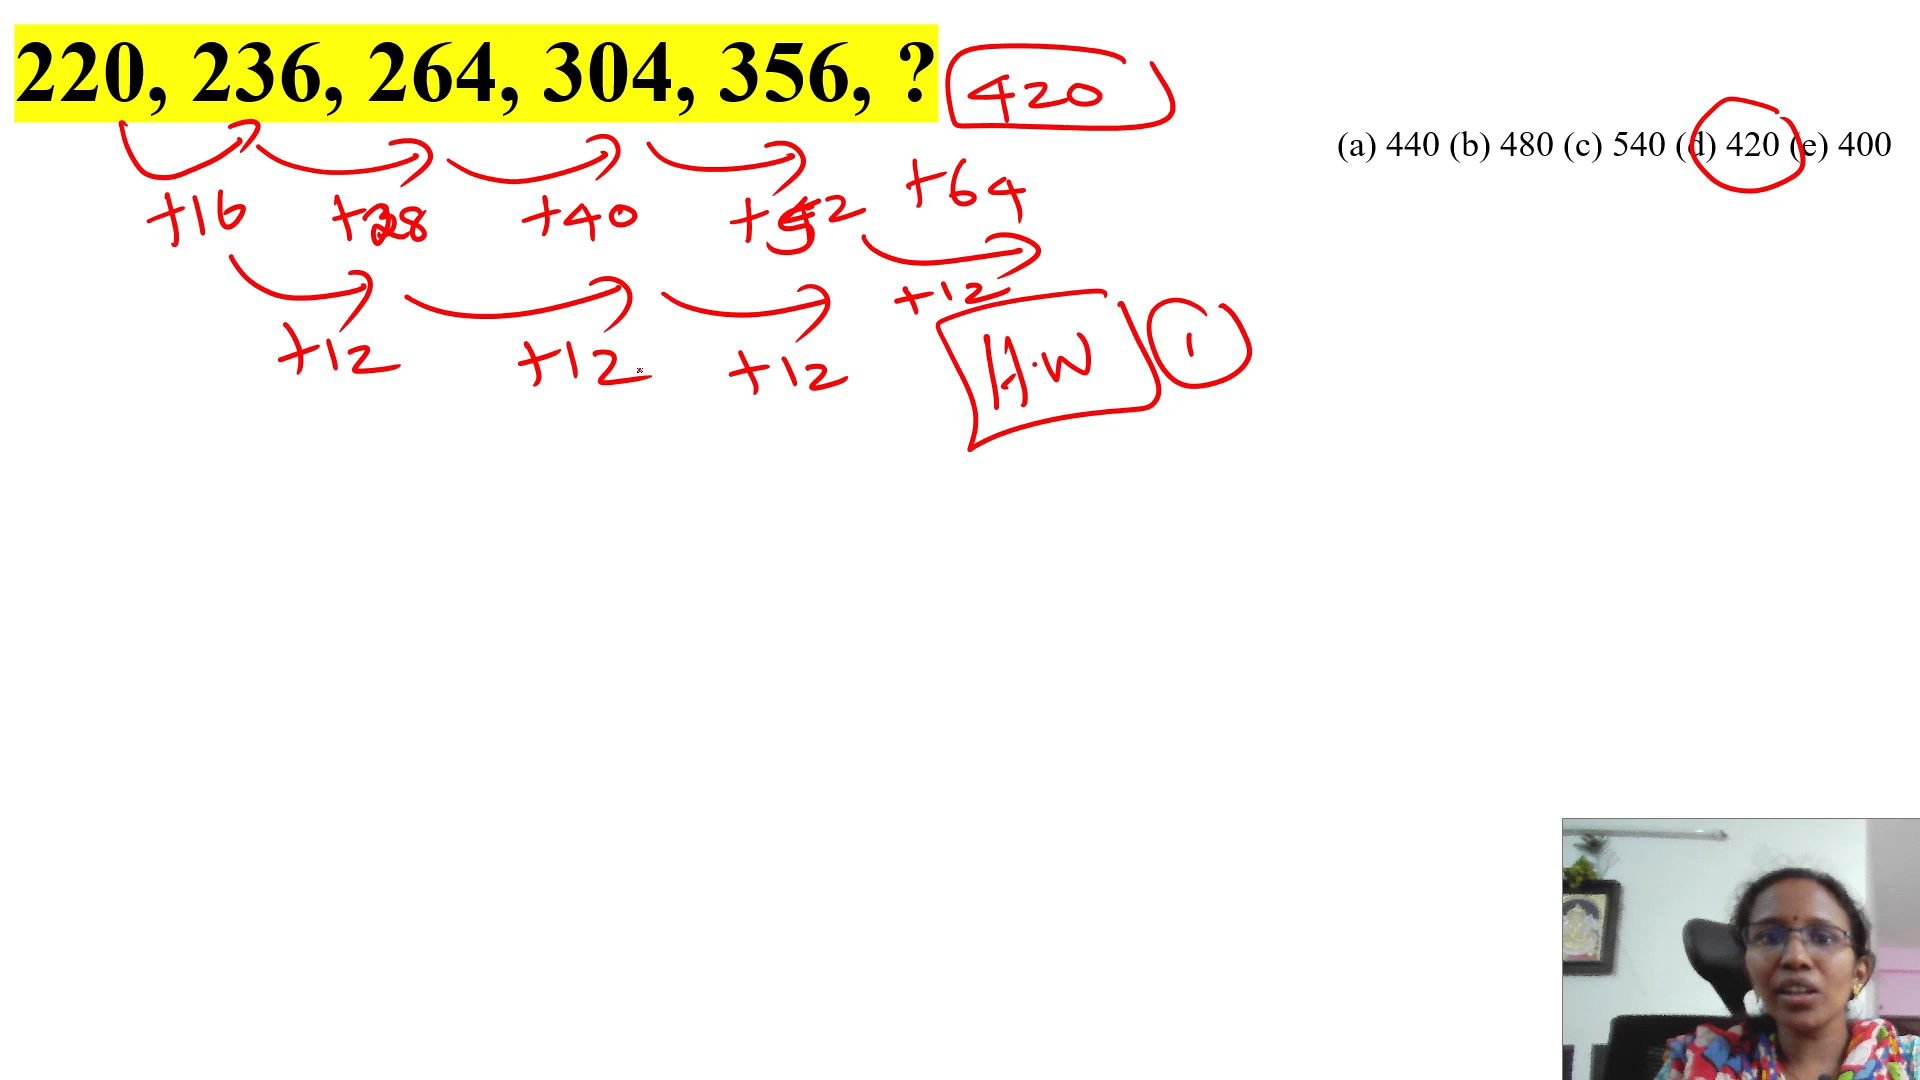 220, 236, 264, 304, 356, ? 420
(a) 440 (b) 480 (c) 540 (d) 420 (e) 400
+16 +28 +40 +52 +64
+12 +12 +12 +12
H.W 1